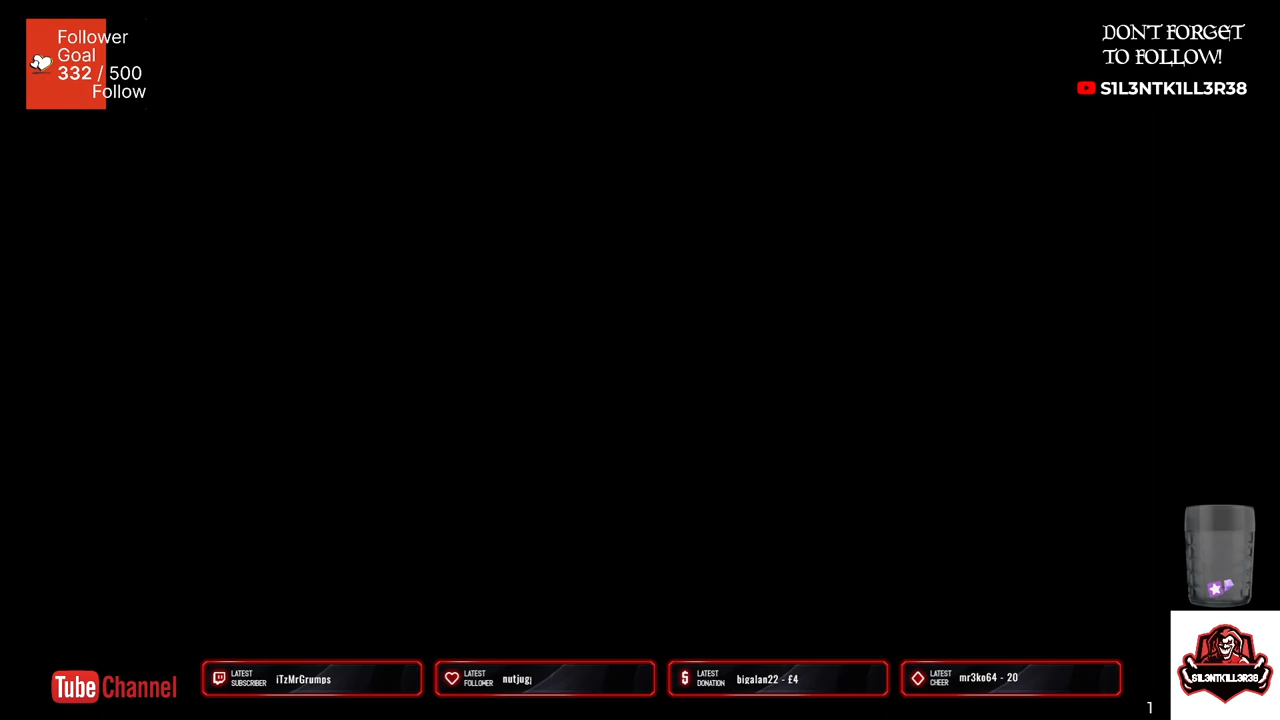 Follower
Goal
332 / 500
Follow
DON'T FORGET
TO FOLLOW!
S1L3NTK1LL3R38
Tube Channel
LATEST
SUBSCRIBER
iTzMrGrumps
LATEST
FOLLOWER
nutjug
LATEST
DONATION
bigalan22 - £4
LATEST
CHEER
mr3ko64 - 20
1
S1L3NTK1LL3R38